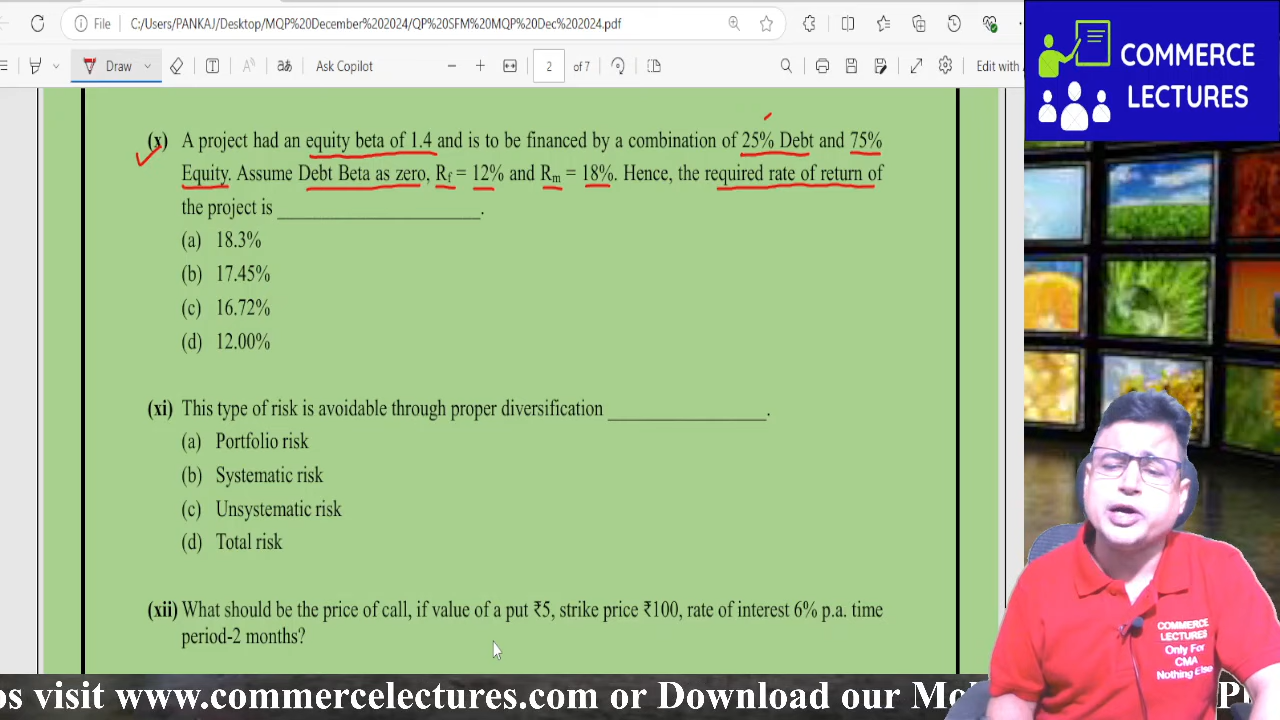 File C:/Users/PANKAJ/Desktop/MQP%20December%202024/QP%20SFM%20MQP%20Dec%202024.pdf
Draw
Ask Copilot
2 of 7
Edit with
COMMERCE
LECTURES
(x) A project had an equity beta of 1.4 and is to be financed by a combination of 25% Debt and 75%
Equity. Assume Debt Beta as zero, Rf = 12% and Rm = 18%. Hence, the required rate of return of
the project is ____________________.
(a) 18.3%
(b) 17.45%
(c) 16.72%
(d) 12.00%
(xi) This type of risk is avoidable through proper diversification ________________.
(a) Portfolio risk
(b) Systematic risk
(c) Unsystematic risk
(d) Total risk
(xii) What should be the price of call, if value of a put ₹5, strike price ₹100, rate of interest 6% p.a. time
period-2 months?
COMMERCE
LECTURES
Only For
CMA
Nothing Else
os visit www.commercelectures.com or Download our Mo